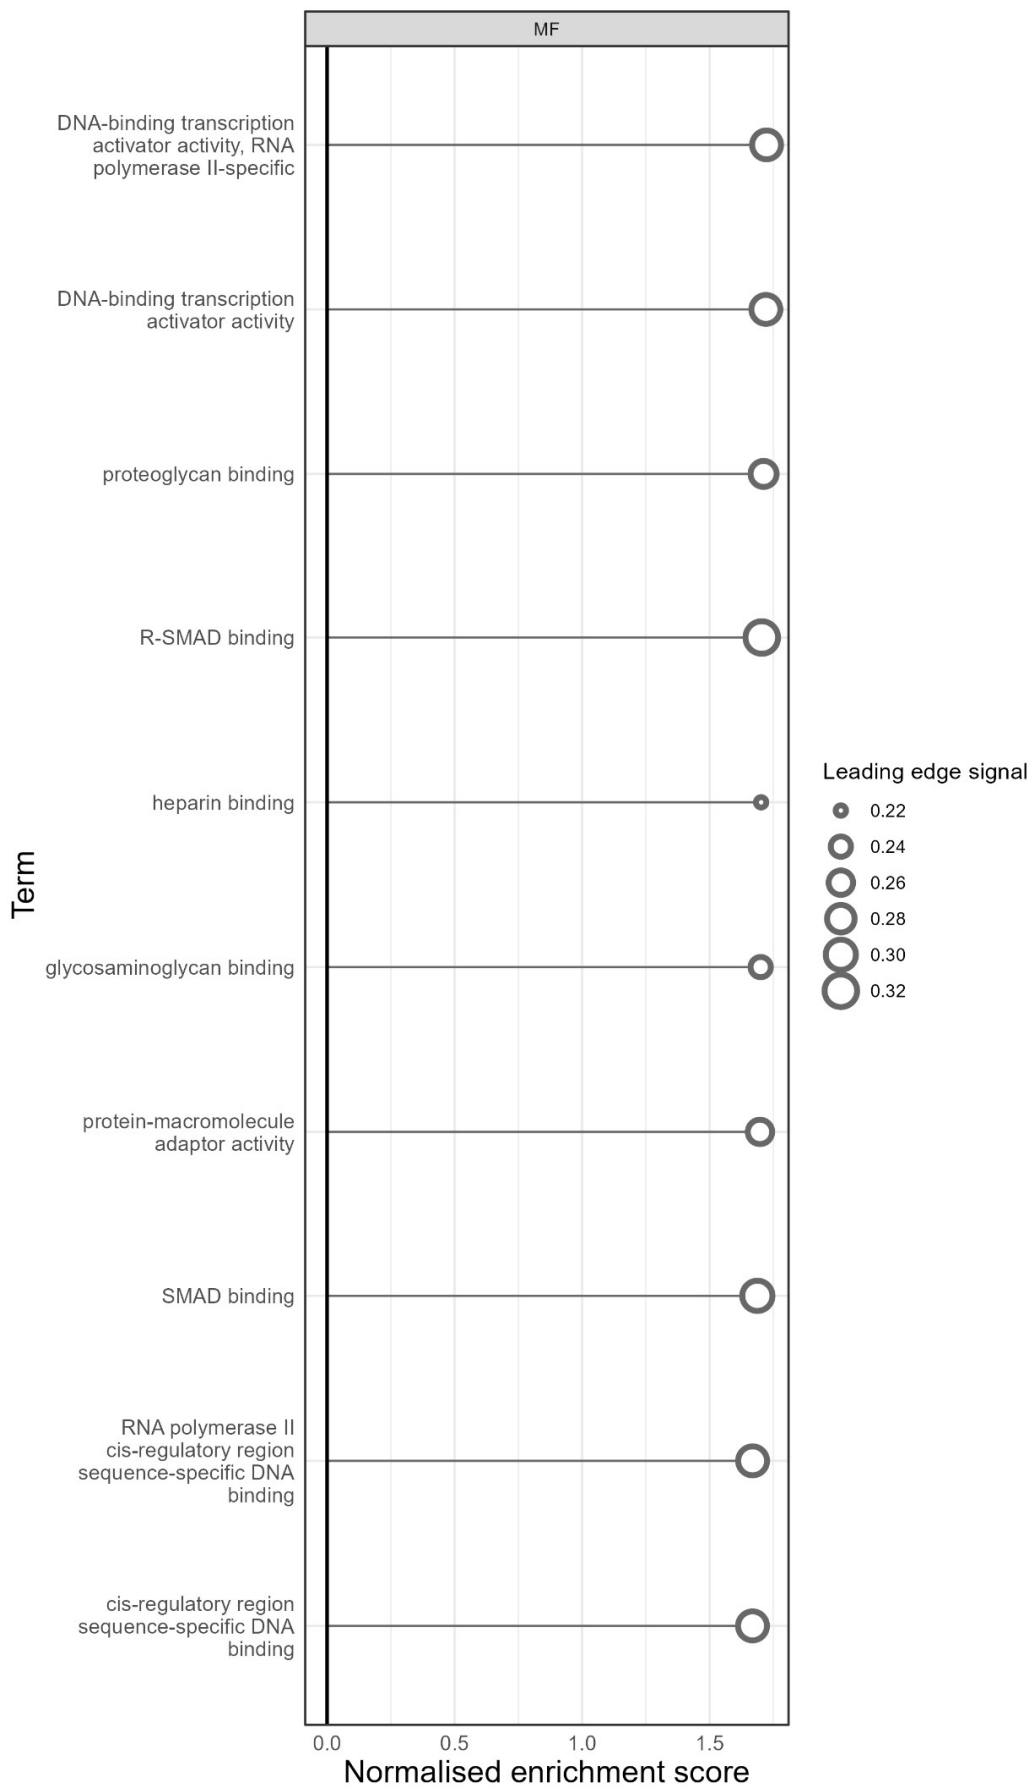 MF
DNA-binding transcription
activator activity, RNA
polymerase II-specific
DNA-binding transcription
activator activity
proteoglycan binding
R-SMAD binding
heparin binding
glycosaminoglycan binding
protein-macromolecule
adaptor activity
SMAD binding
RNA polymerase II
cis-regulatory region
sequence-specific DNA
binding
cis-regulatory region
sequence-specific DNA
binding
Term
0.0 0.5 1.0 1.5
Normalised enrichment score
Leading edge signal
0.22
0.24
0.26
0.28
0.30
0.32